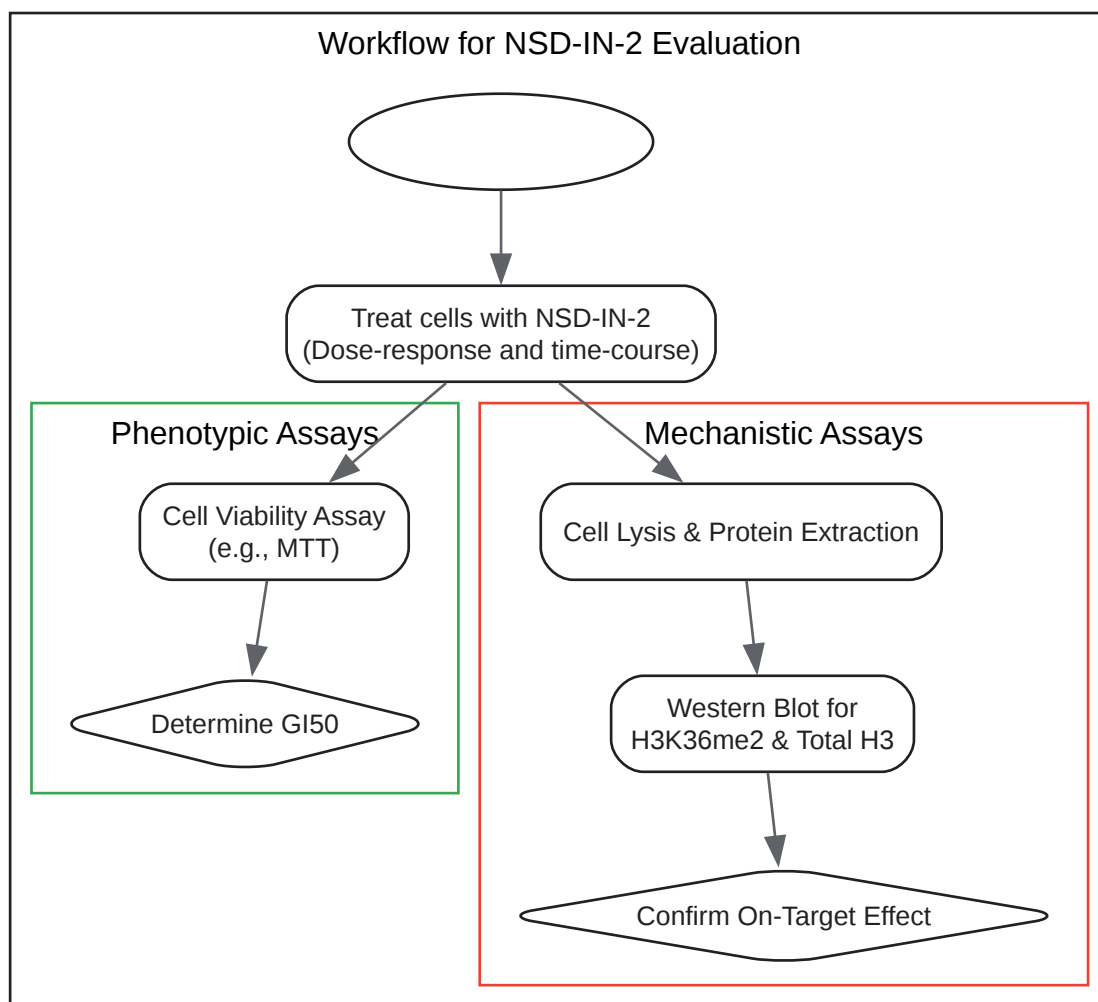 Workflow for NSD-IN-2 Evaluation
Treat cells with NSD-IN-2
(Dose-response and time-course)
Phenotypic Assays
Cell Viability Assay
(e.g., MTT)
Determine GI50
Mechanistic Assays
Cell Lysis & Protein Extraction
Western Blot for
H3K36me2 & Total H3
Confirm On-Target Effect